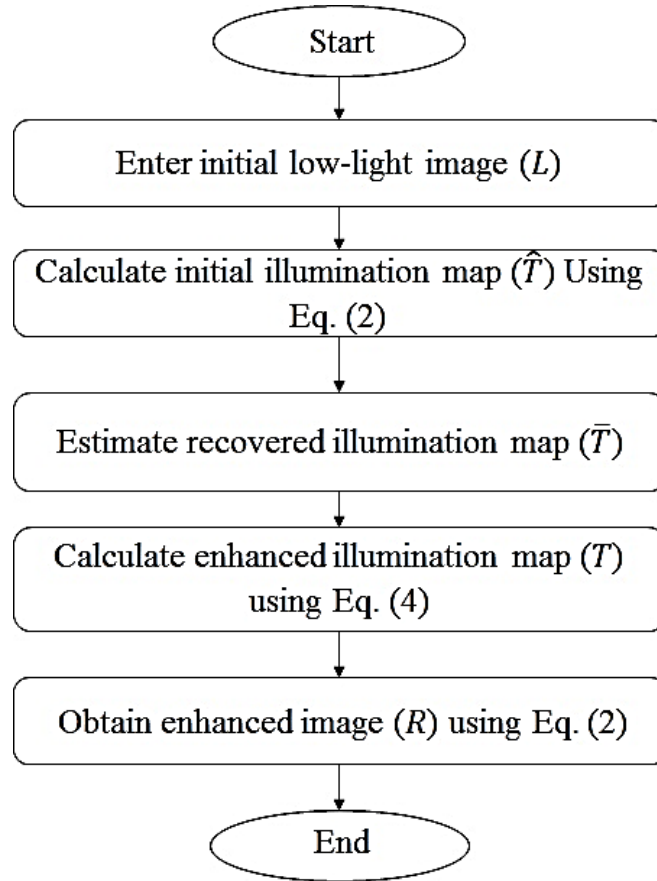 Start
Enter initial low-light image (L)
Calculate initial illumination map (T̂) Using
Eq. (2)
Estimate recovered illumination map (T̄)
Calculate enhanced illumination map (T)
using Eq. (4)
Obtain enhanced image (R) using Eq. (2)
End